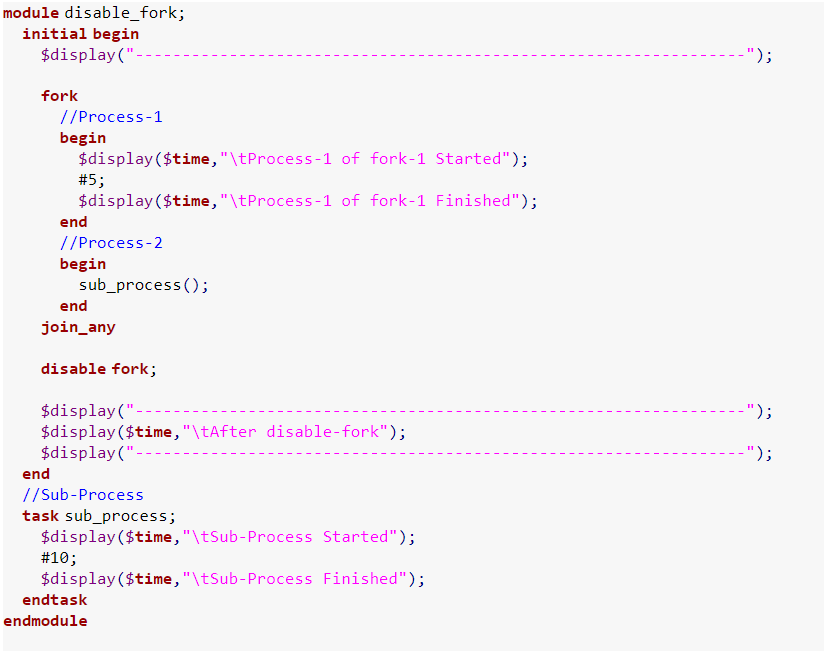 module disable_fork;
  initial begin
    $display("-----------------------------------------------------------------");

    fork
      //Process-1
      begin
        $display($time,"\tProcess-1 of fork-1 Started");
        #5;
        $display($time,"\tProcess-1 of fork-1 Finished");
      end
      //Process-2
      begin
        sub_process();
      end
    join_any

    disable fork;

    $display("-----------------------------------------------------------------");
    $display($time,"\tAfter disable-fork");
    $display("-----------------------------------------------------------------");
  end
  //Sub-Process
  task sub_process;
    $display($time,"\tSub-Process Started");
    #10;
    $display($time,"\tSub-Process Finished");
  endtask
endmodule